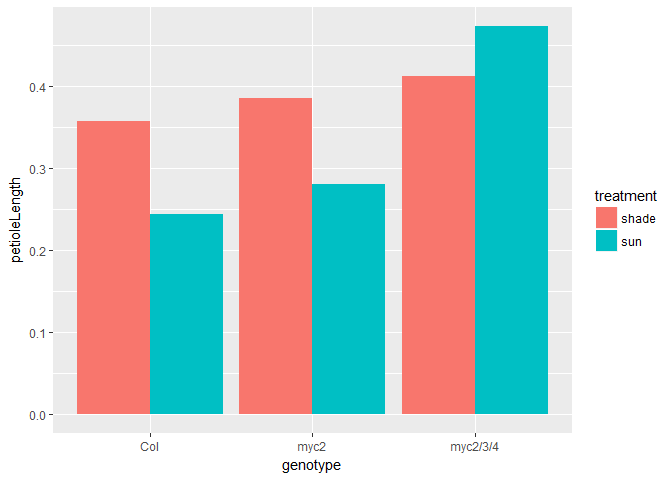 0.4
0.3
0.2
0.1
0.0
petioleLength
Col
myc2
myc2/3/4
genotype
treatment
shade
sun